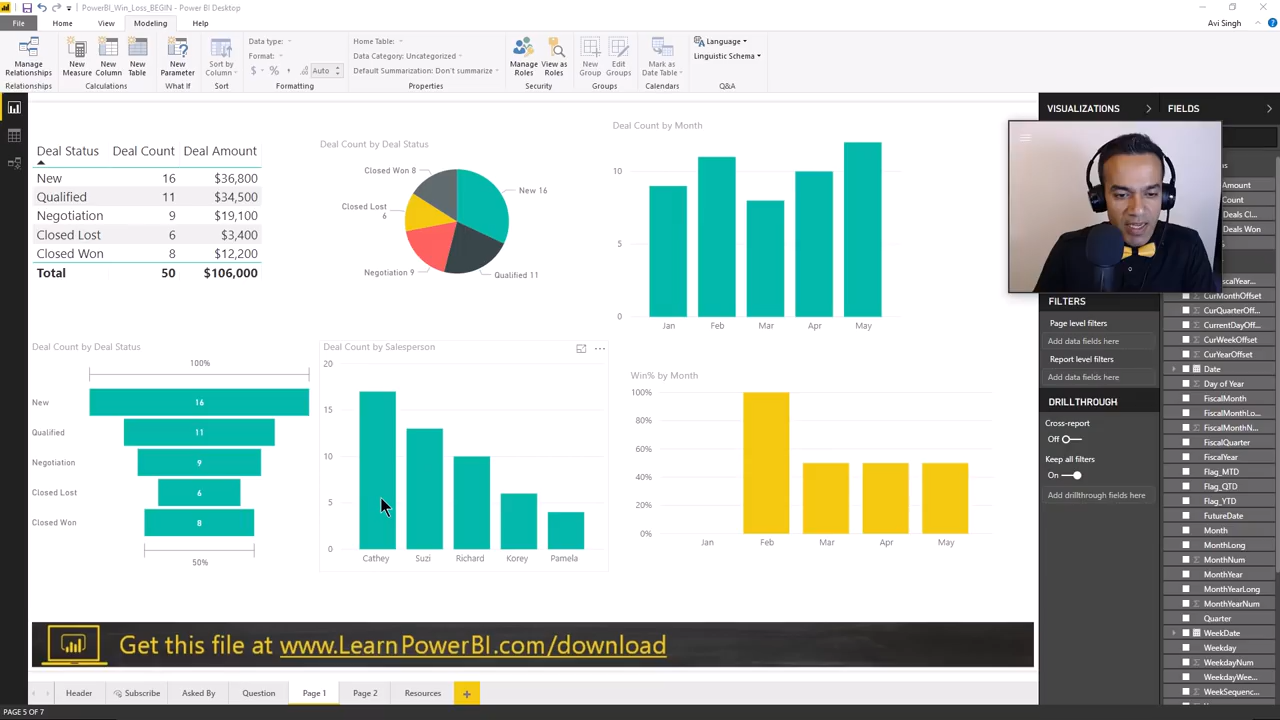 PowerBI_Win_Loss_BEGIN - Power BI Desktop
Avi Singh
File Home View Modeling Help
Manage Relationships
New Measure
New Column
New Table
New Parameter
Sort by Column
Data type:
Format:
$ % Auto
Home Table:
Data Category: Uncategorized
Default Summarization: Don't summarize
Manage Roles
View as Roles
New Group
Edit Groups
Mark as Date Table
Language
Linguistic Schema
Relationships Calculations What If Sort Formatting Properties Security Groups Calendars Q&A
Deal Status Deal Count Deal Amount
New 16 $36,800
Qualified 11 $34,500
Negotiation 9 $19,100
Closed Lost 6 $3,400
Closed Won 8 $12,200
Total 50 $106,000
Deal Count by Deal Status
Closed Won 8
New 16
Closed Lost
6
Negotiation 9
Qualified 11
Deal Count by Month
10
5
0
Jan Feb Mar Apr May
Deal Count by Deal Status
100%
New 16
Qualified 11
Negotiation 9
Closed Lost 6
Closed Won 8
50%
Deal Count by Salesperson
20
15
10
5
0
Cathey Suzi Richard Korey Pamela
Win% by Month
100%
80%
60%
40%
20%
0%
Jan Feb Mar Apr May
Get this file at www.LearnPowerBI.com/download
VISUALIZATIONS
FILTERS
Page level filters
Add data fields here
Report level filters
Add data fields here
DRILLTHROUGH
Cross-report
Off
Keep all filters
On
Add drillthrough fields here
FIELDS
Amount
Count
Deals Cl...
Deals Won
FiscalYear...
CurMonthOffset
CurQuarterOff...
CurrentDayOff...
CurWeekOffset
CurYearOffset
Date
Day of Year
FiscalMonth
FiscalMonthLo...
FiscalMonthN...
FiscalQuarter
FiscalYear
Flag_MTD
Flag_QTD
Flag_YTD
FutureDate
Month
MonthLong
MonthNum
MonthYear
MonthYearLong
MonthYearNum
Quarter
WeekDate
Weekday
WeekdayNum
WeekdayWee...
WeekSequenc...
Header Subscribe Asked By Question Page 1 Page 2 Resources +
PAGE 5 OF 7